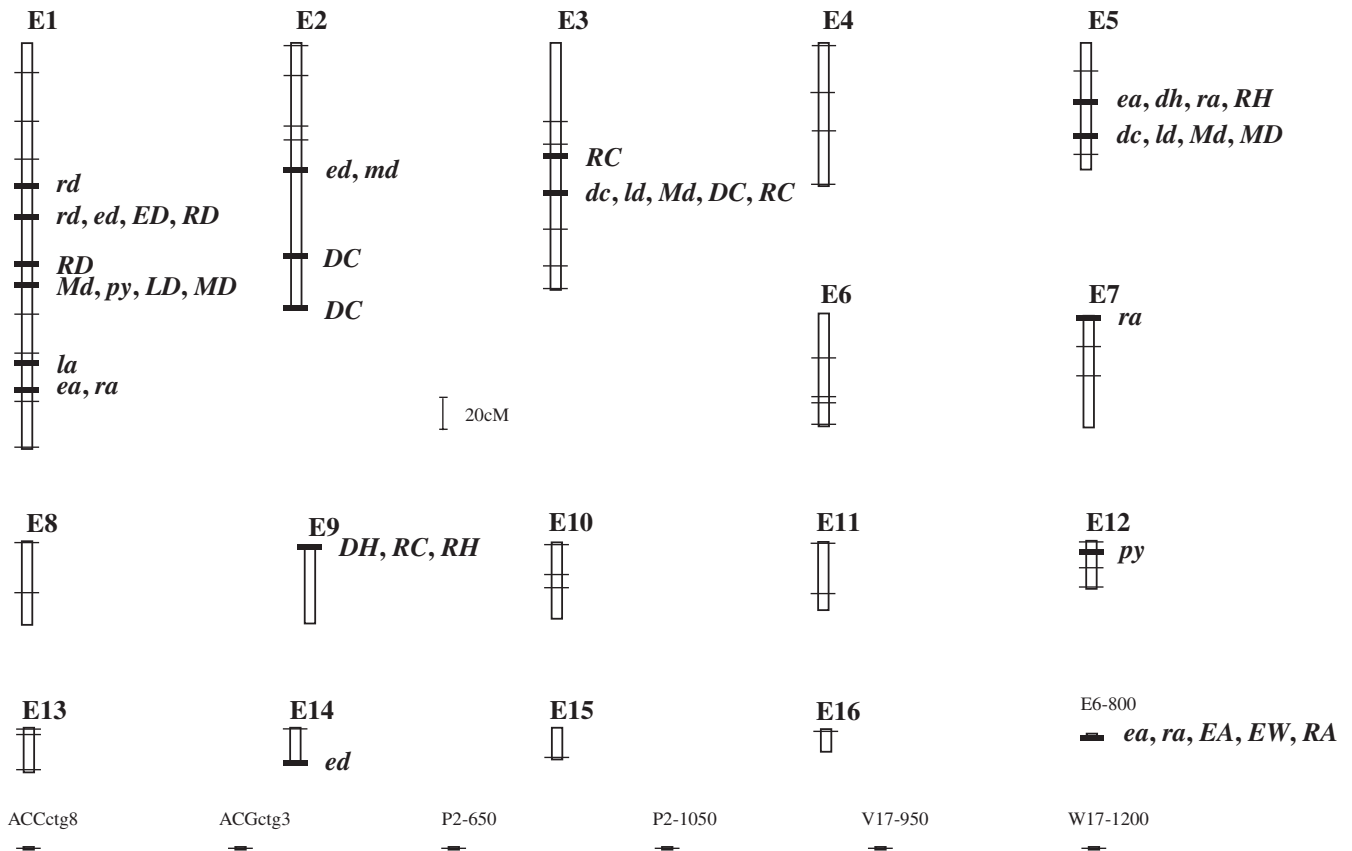 E1 E2 E3 E4 E5
ea, dh, ra, RH
RC
dc, ld, Md, MD
ed, md
rd
dc, ld, Md, DC, RC
rd, ed, ED, RD
DC
RD
Md, py, LD, MD
E6 E7
DC
ra
la
ea, ra
20cM
E8 E9 E10 E11 E12
DH, RC, RH
py
E13 E14 E15 E16 E6-800
ed
ea, ra, EA, EW, RA
ACCctg8 ACGctg3 P2-650 P2-1050 V17-950 W17-1200